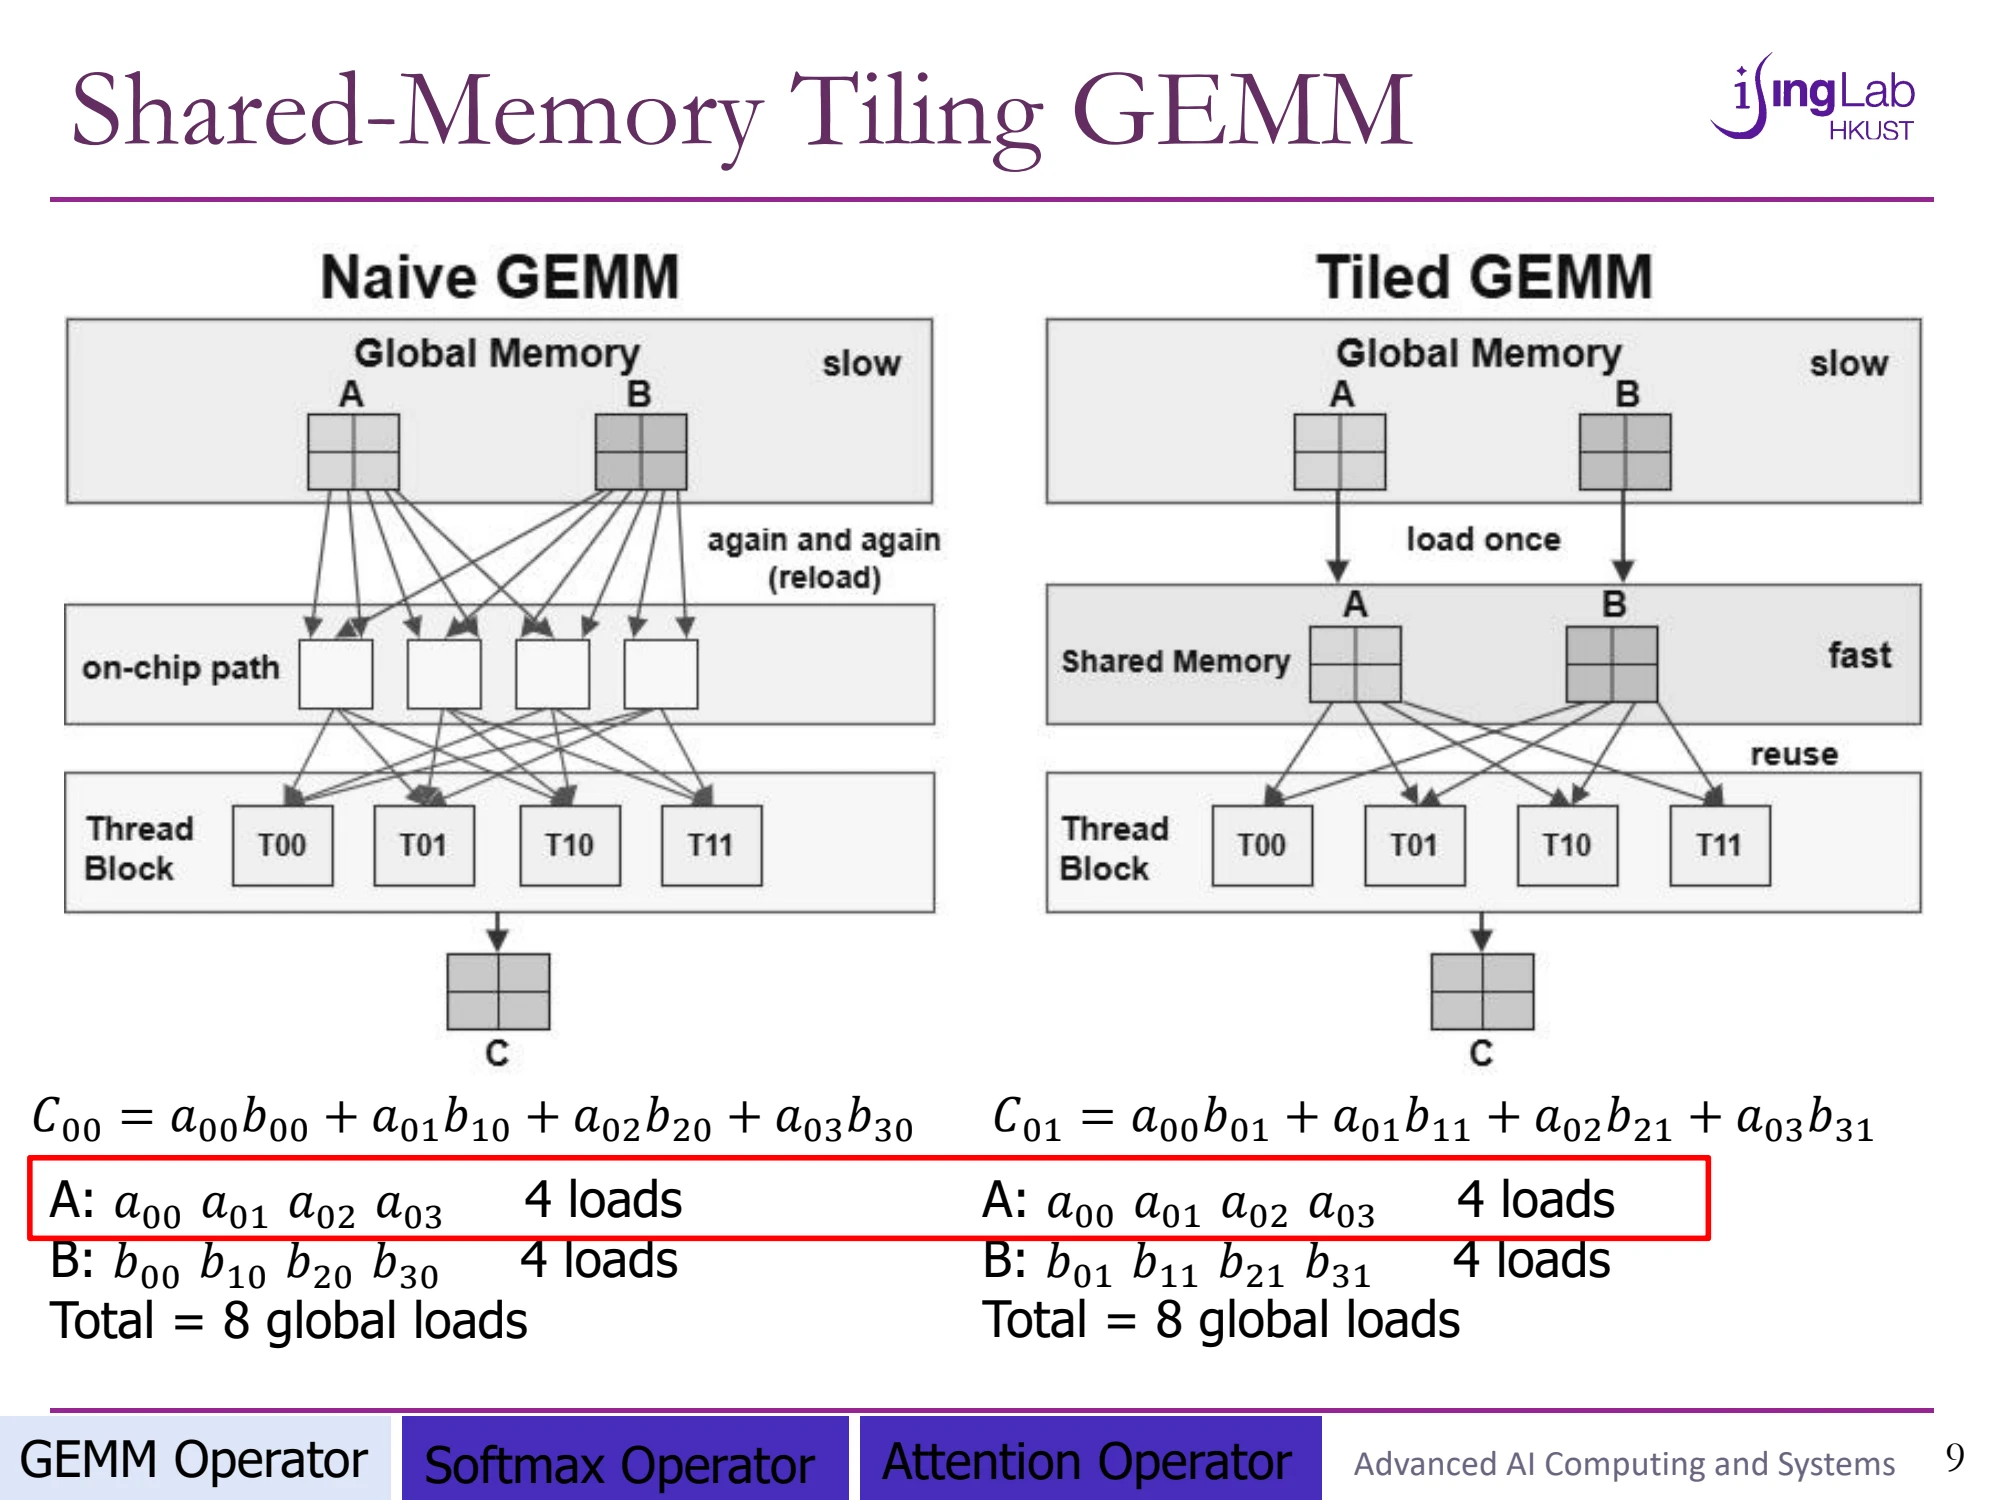 Shared-Memory Tiling GEMM
iSingLab
HKUST
Naive GEMM
Global Memory
slow
A
B
again and again
(reload)
on-chip path
Thread
Block
T00
T01
T10
T11
C
Tiled GEMM
Global Memory
slow
A
B
load once
A
B
Shared Memory
fast
reuse
Thread
Block
T00
T01
T10
T11
C
C₀₀ = a₀₀b₀₀ + a₀₁b₁₀ + a₀₂b₂₀ + a₀₃b₃₀
A: a₀₀ a₀₁ a₀₂ a₀₃ 4 loads
B: b₀₀ b₁₀ b₂₀ b₃₀ 4 loads
Total = 8 global loads
C₀₁ = a₀₀b₀₁ + a₀₁b₁₁ + a₀₂b₂₁ + a₀₃b₃₁
A: a₀₀ a₀₁ a₀₂ a₀₃ 4 loads
B: b₀₁ b₁₁ b₂₁ b₃₁ 4 loads
Total = 8 global loads
GEMM Operator
Softmax Operator
Attention Operator
Advanced AI Computing and Systems
9